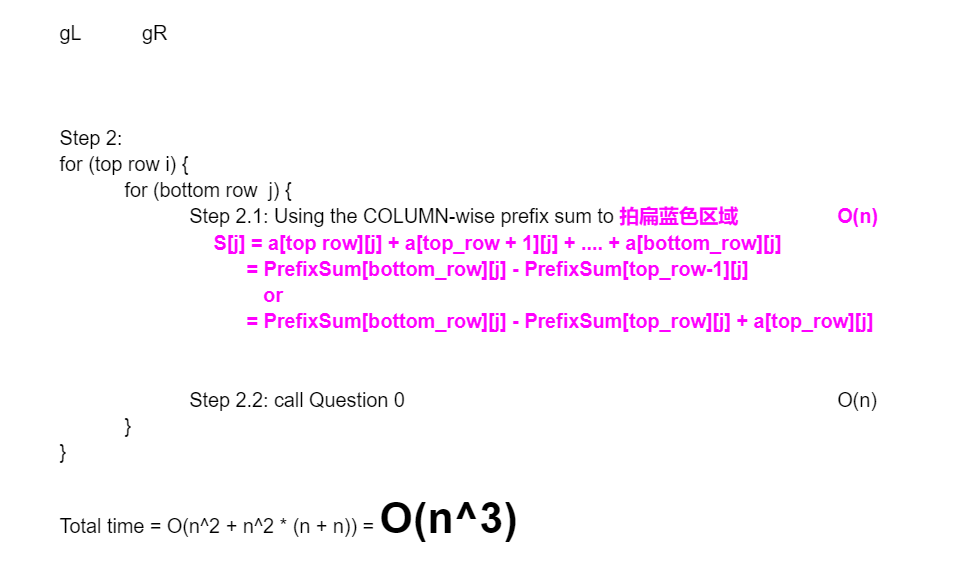 gL gR
Step 2:
for (top row i) {
for (bottom row j) {
Step 2.1: Using the COLUMN-wise prefix sum to 拍扁蓝色区域 O(n)
S[j] = a[top row][j] + a[top_row + 1][j] + .... + a[bottom_row][j]
= PrefixSum[bottom_row][j] - PrefixSum[top_row-1][j]
or
= PrefixSum[bottom_row][j] - PrefixSum[top_row][j] + a[top_row][j]
Step 2.2: call Question 0 O(n)
}
}
Total time = O(n^2 + n^2 * (n + n)) = O(n^3)